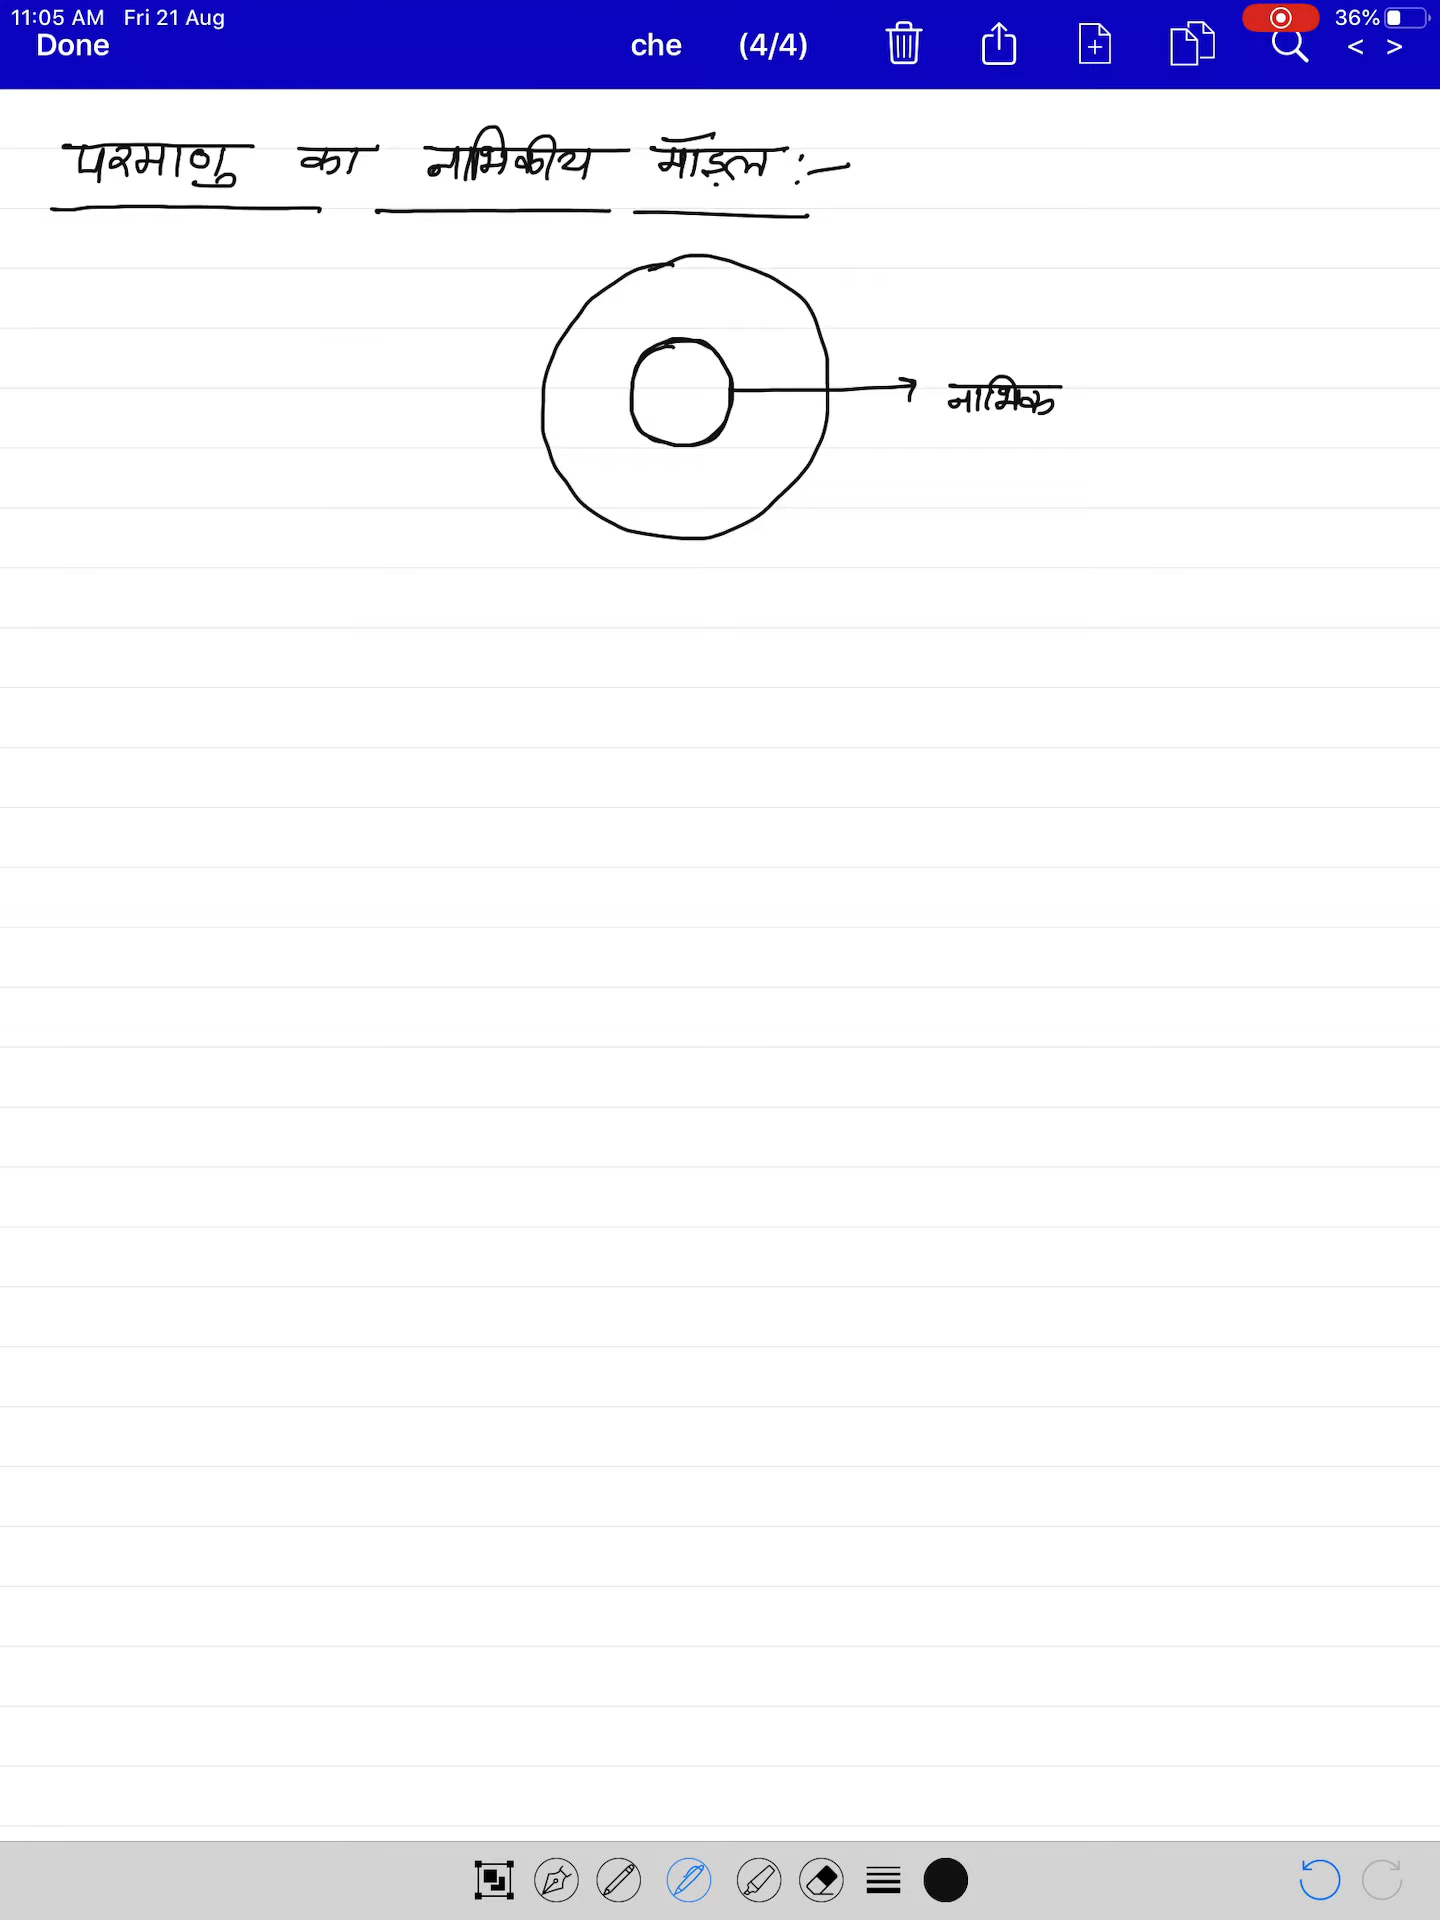 11:05 AM Fri 21 Aug 36%
Done che (4/4) < >
परमाणु का नाभिकीय मॉडल :-
नाभिक